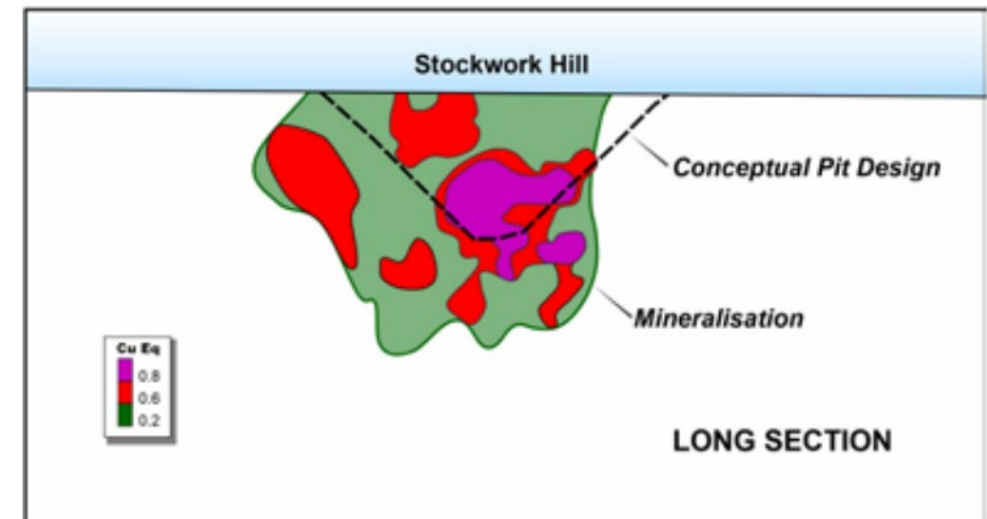 Stockwork Hill
Conceptual Pit Design
Mineralisation
Cu Eq
0.8
0.6
0.2
LONG SECTION